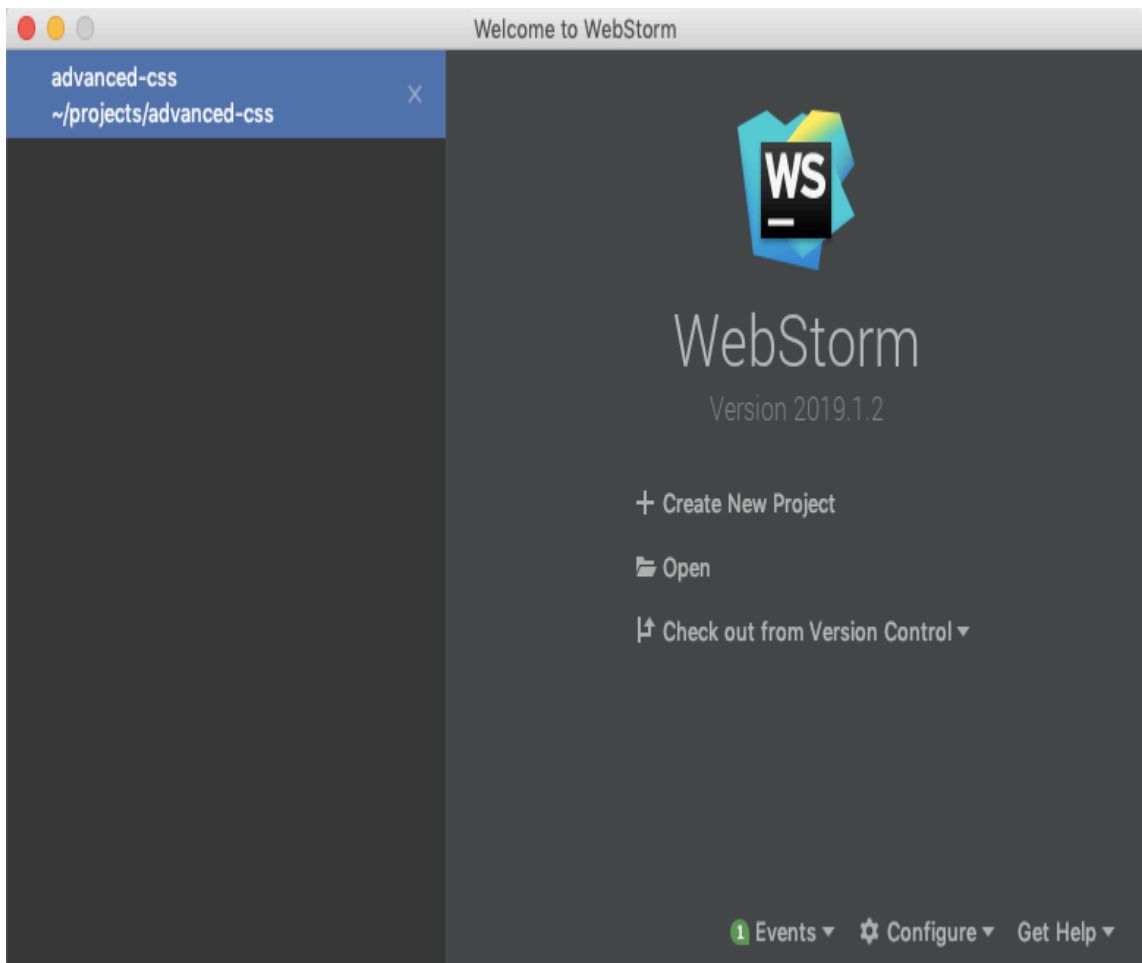 Welcome to WebStorm
advanced-css
~/projects/advanced-css
WS
WebStorm
Version 2019.1.2
Create New Project
Open
Check out from Version Control
1 Events Configure Get Help